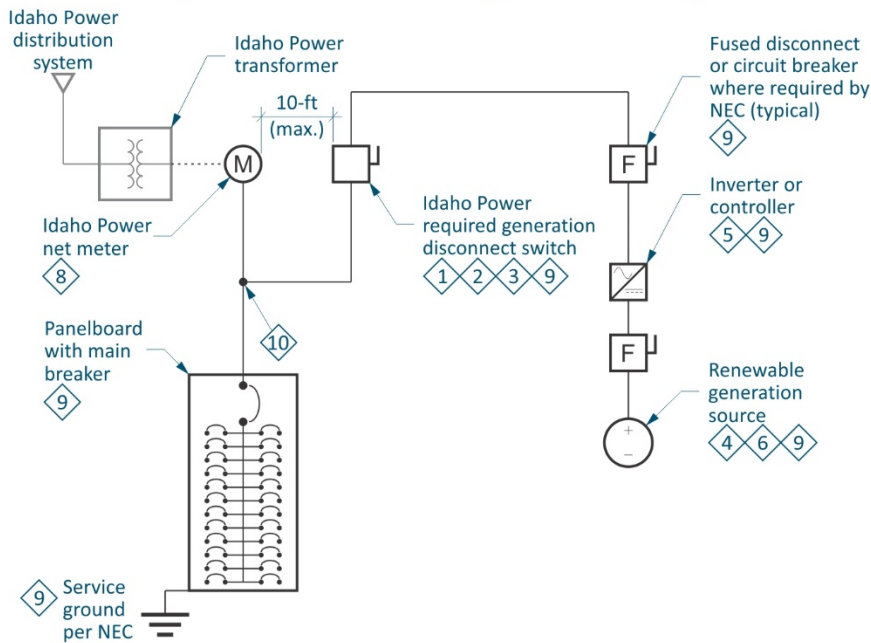 Idaho Power
distribution
system
Idaho Power
transformer
10-ft
(max.)
Fused disconnect
or circuit breaker
where required by
NEC (typical)
9
M
F
Idaho Power
net meter
8
Idaho Power
required generation
disconnect switch
1 2 3 9
Inverter or
controller
5 9
10
F
Panelboard
with main
breaker
9
Renewable
generation
source
4 6 9
+
−
9 Service
ground
per NEC